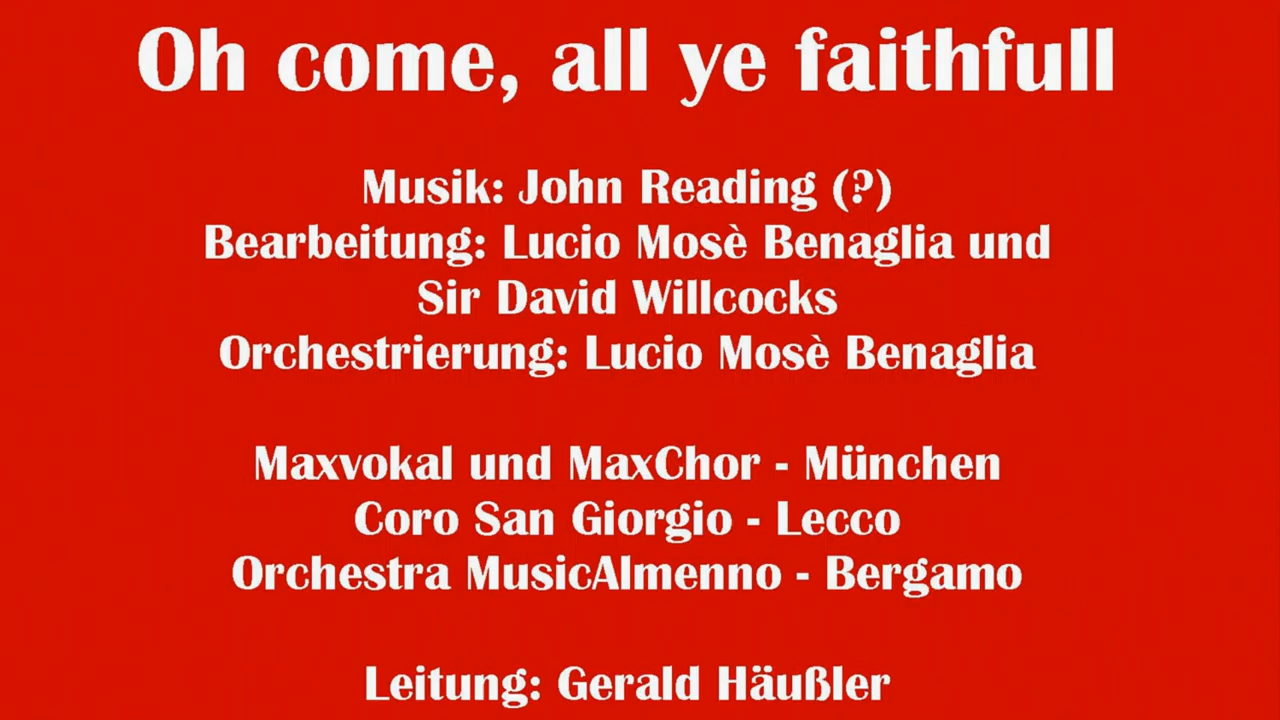 Oh come, all ye faithfull
Musik: John Reading (?)
Bearbeitung: Lucio Mosè Benaglia und
Sir David Willcocks
Orchestrierung: Lucio Mosè Benaglia
Maxvokal und MaxChor - München
Coro San Giorgio - Lecco
Orchestra MusicAlmenno - Bergamo
Leitung: Gerald Häußler